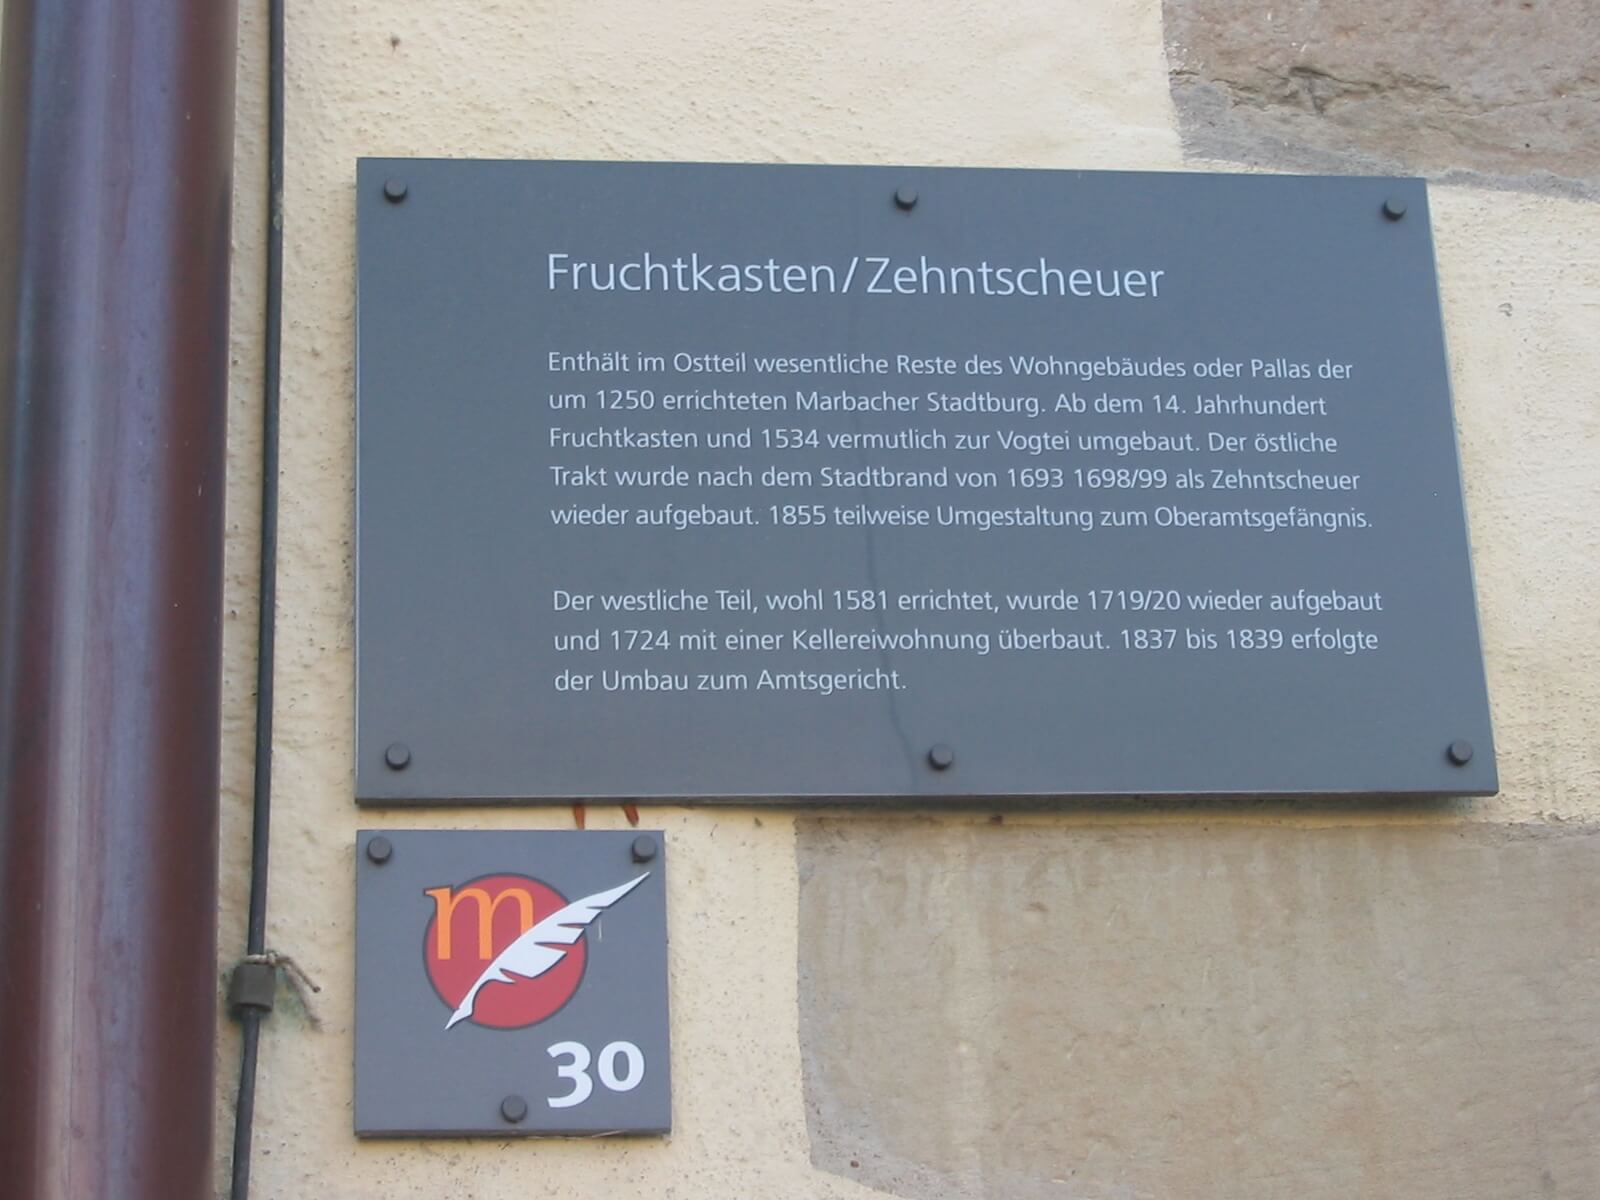 Fruchtkasten/Zehntscheuer
Enthält im Ostteil wesentliche Reste des Wohngebäudes oder Pallas der
um 1250 errichteten Marbacher Stadtburg. Ab dem 14. Jahrhundert
Fruchtkasten und 1534 vermutlich zur Vogtei umgebaut. Der östliche
Trakt wurde nach dem Stadtbrand von 1693 1698/99 als Zehntscheuer
wieder aufgebaut. 1855 teilweise Umgestaltung zum Oberamtsgefängnis.
Der westliche Teil, wohl 1581 errichtet, wurde 1719/20 wieder aufgebaut
und 1724 mit einer Kellereiwohnung überbaut. 1837 bis 1839 erfolgte
der Umbau zum Amtsgericht.
m
30